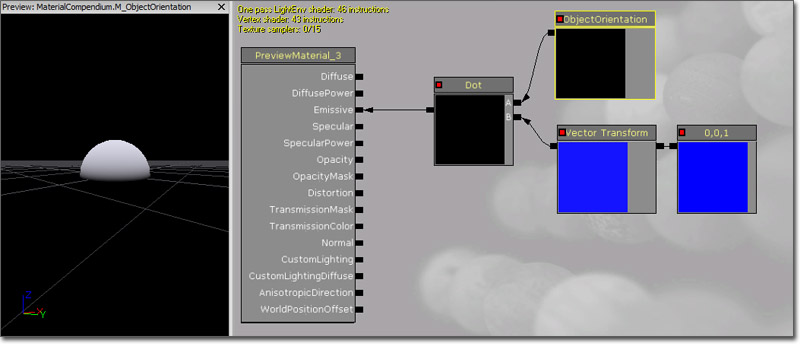 Preview: MaterialCompendium.M_ObjectOrientation
X
Z
X
Y
One pass LightEnv shader: 46 instructions
Vertex shader: 43 instructions
Texture samplers: 0/15
PreviewMaterial_3
Diffuse
DiffusePower
Emissive
Specular
SpecularPower
Opacity
OpacityMask
Distortion
TransmissionMask
TransmissionColor
Normal
CustomLighting
CustomLightingDiffuse
AnisotropicDirection
WorldPositionOffset
Dot
A
B
ObjectOrientation
Vector Transform
0,0,1